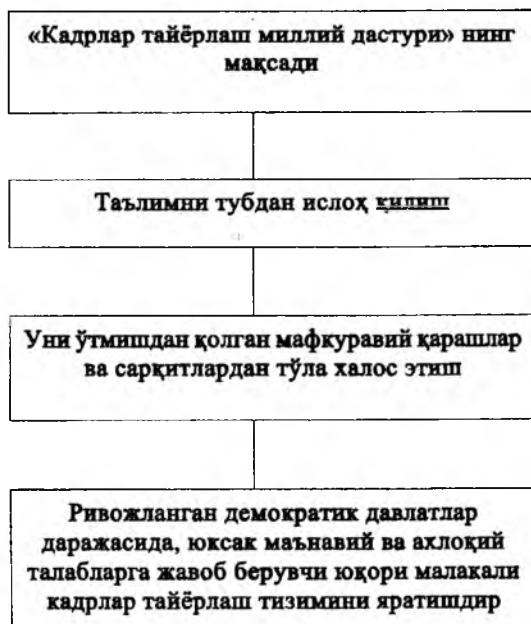 «Кадрлар тайёрлаш миллий дастури» нинг
мақсади
Таълимни тубдан ислоҳ қилиш
Уни ўтмишдан қолган мафкуравий қарашлар
ва сарқитлардан тўла халос этиш
Ривожланган демократик давлатлар
даражасида, юксак маънавий ва ахлоқий
талабларга жавоб берувчи юқори малакали
кадрлар тайёрлаш тизимини яратишдир